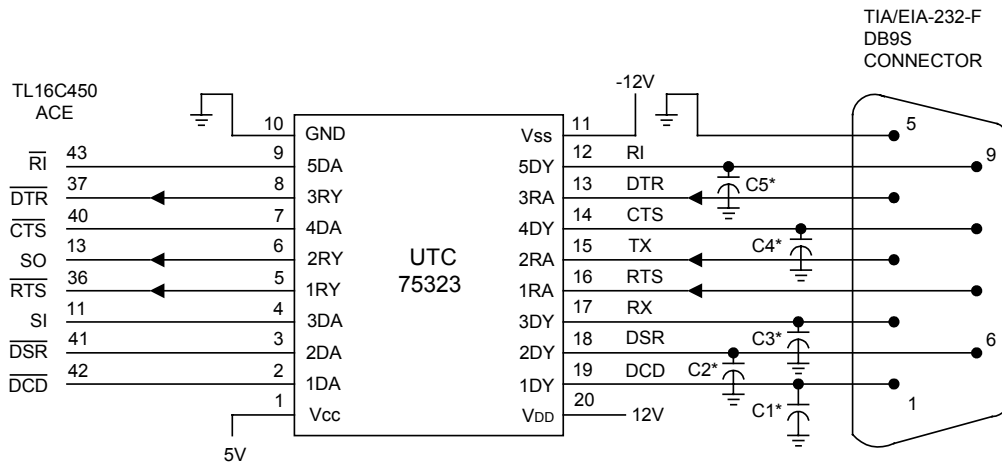 TIA/EIA-232-F
DB9S
CONNECTOR
TL16C450
ACE
-12V
10 GND Vss 11 5
RI 43 9 5DA 5DY 12 RI 9
DTR 37 8 3RY 3RA 13 DTR C5*
CTS 40 7 4DA 4DY 14 CTS
SO 13 6 2RY 2RA 15 TX C4*
UTC
75323
RTS 36 5 1RY 1RA 16 RTS
SI 11 4 3DA 3DY 17 RX
DSR 41 3 2DA 2DY 18 DSR C3* 6
DCD 42 2 1DA 1DY 19 DCD C2* 1
C1*
1 Vcc VDD 20 12V
5V